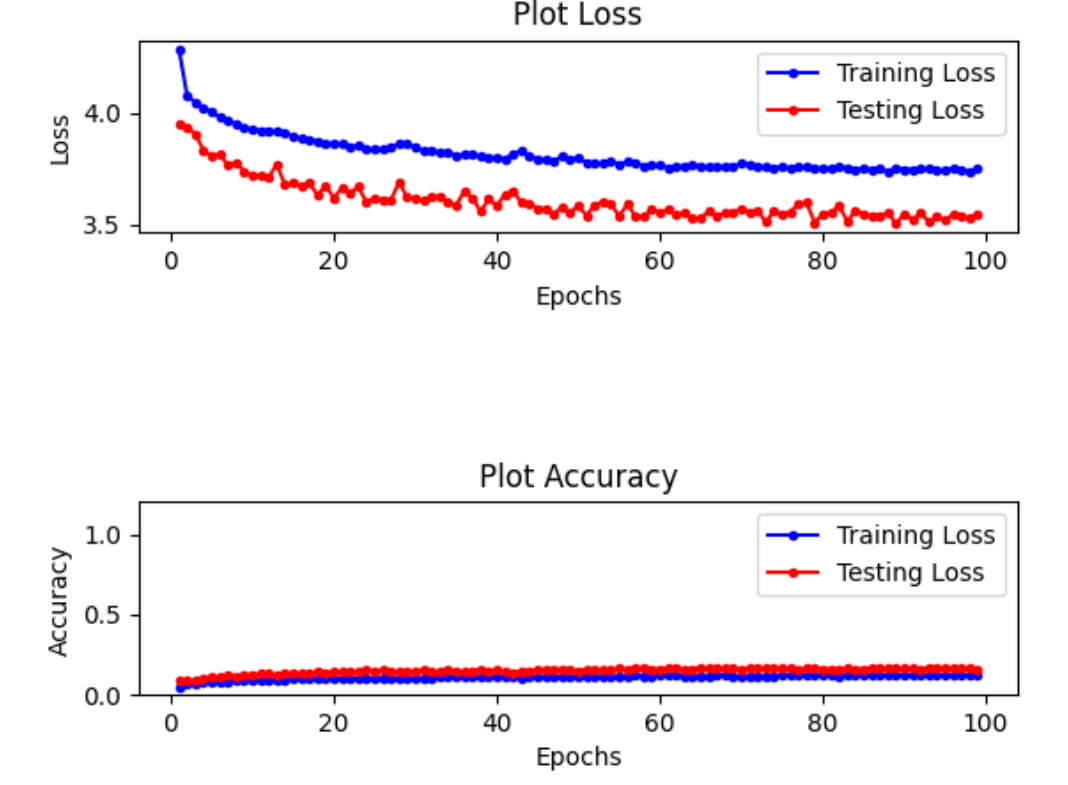 Plot Loss
Loss
4.0
3.5
Training Loss
Testing Loss
0 20 40 60 80 100
Epochs
Plot Accuracy
Accuracy
1.0
0.5
0.0
Training Loss
Testing Loss
0 20 40 60 80 100
Epochs